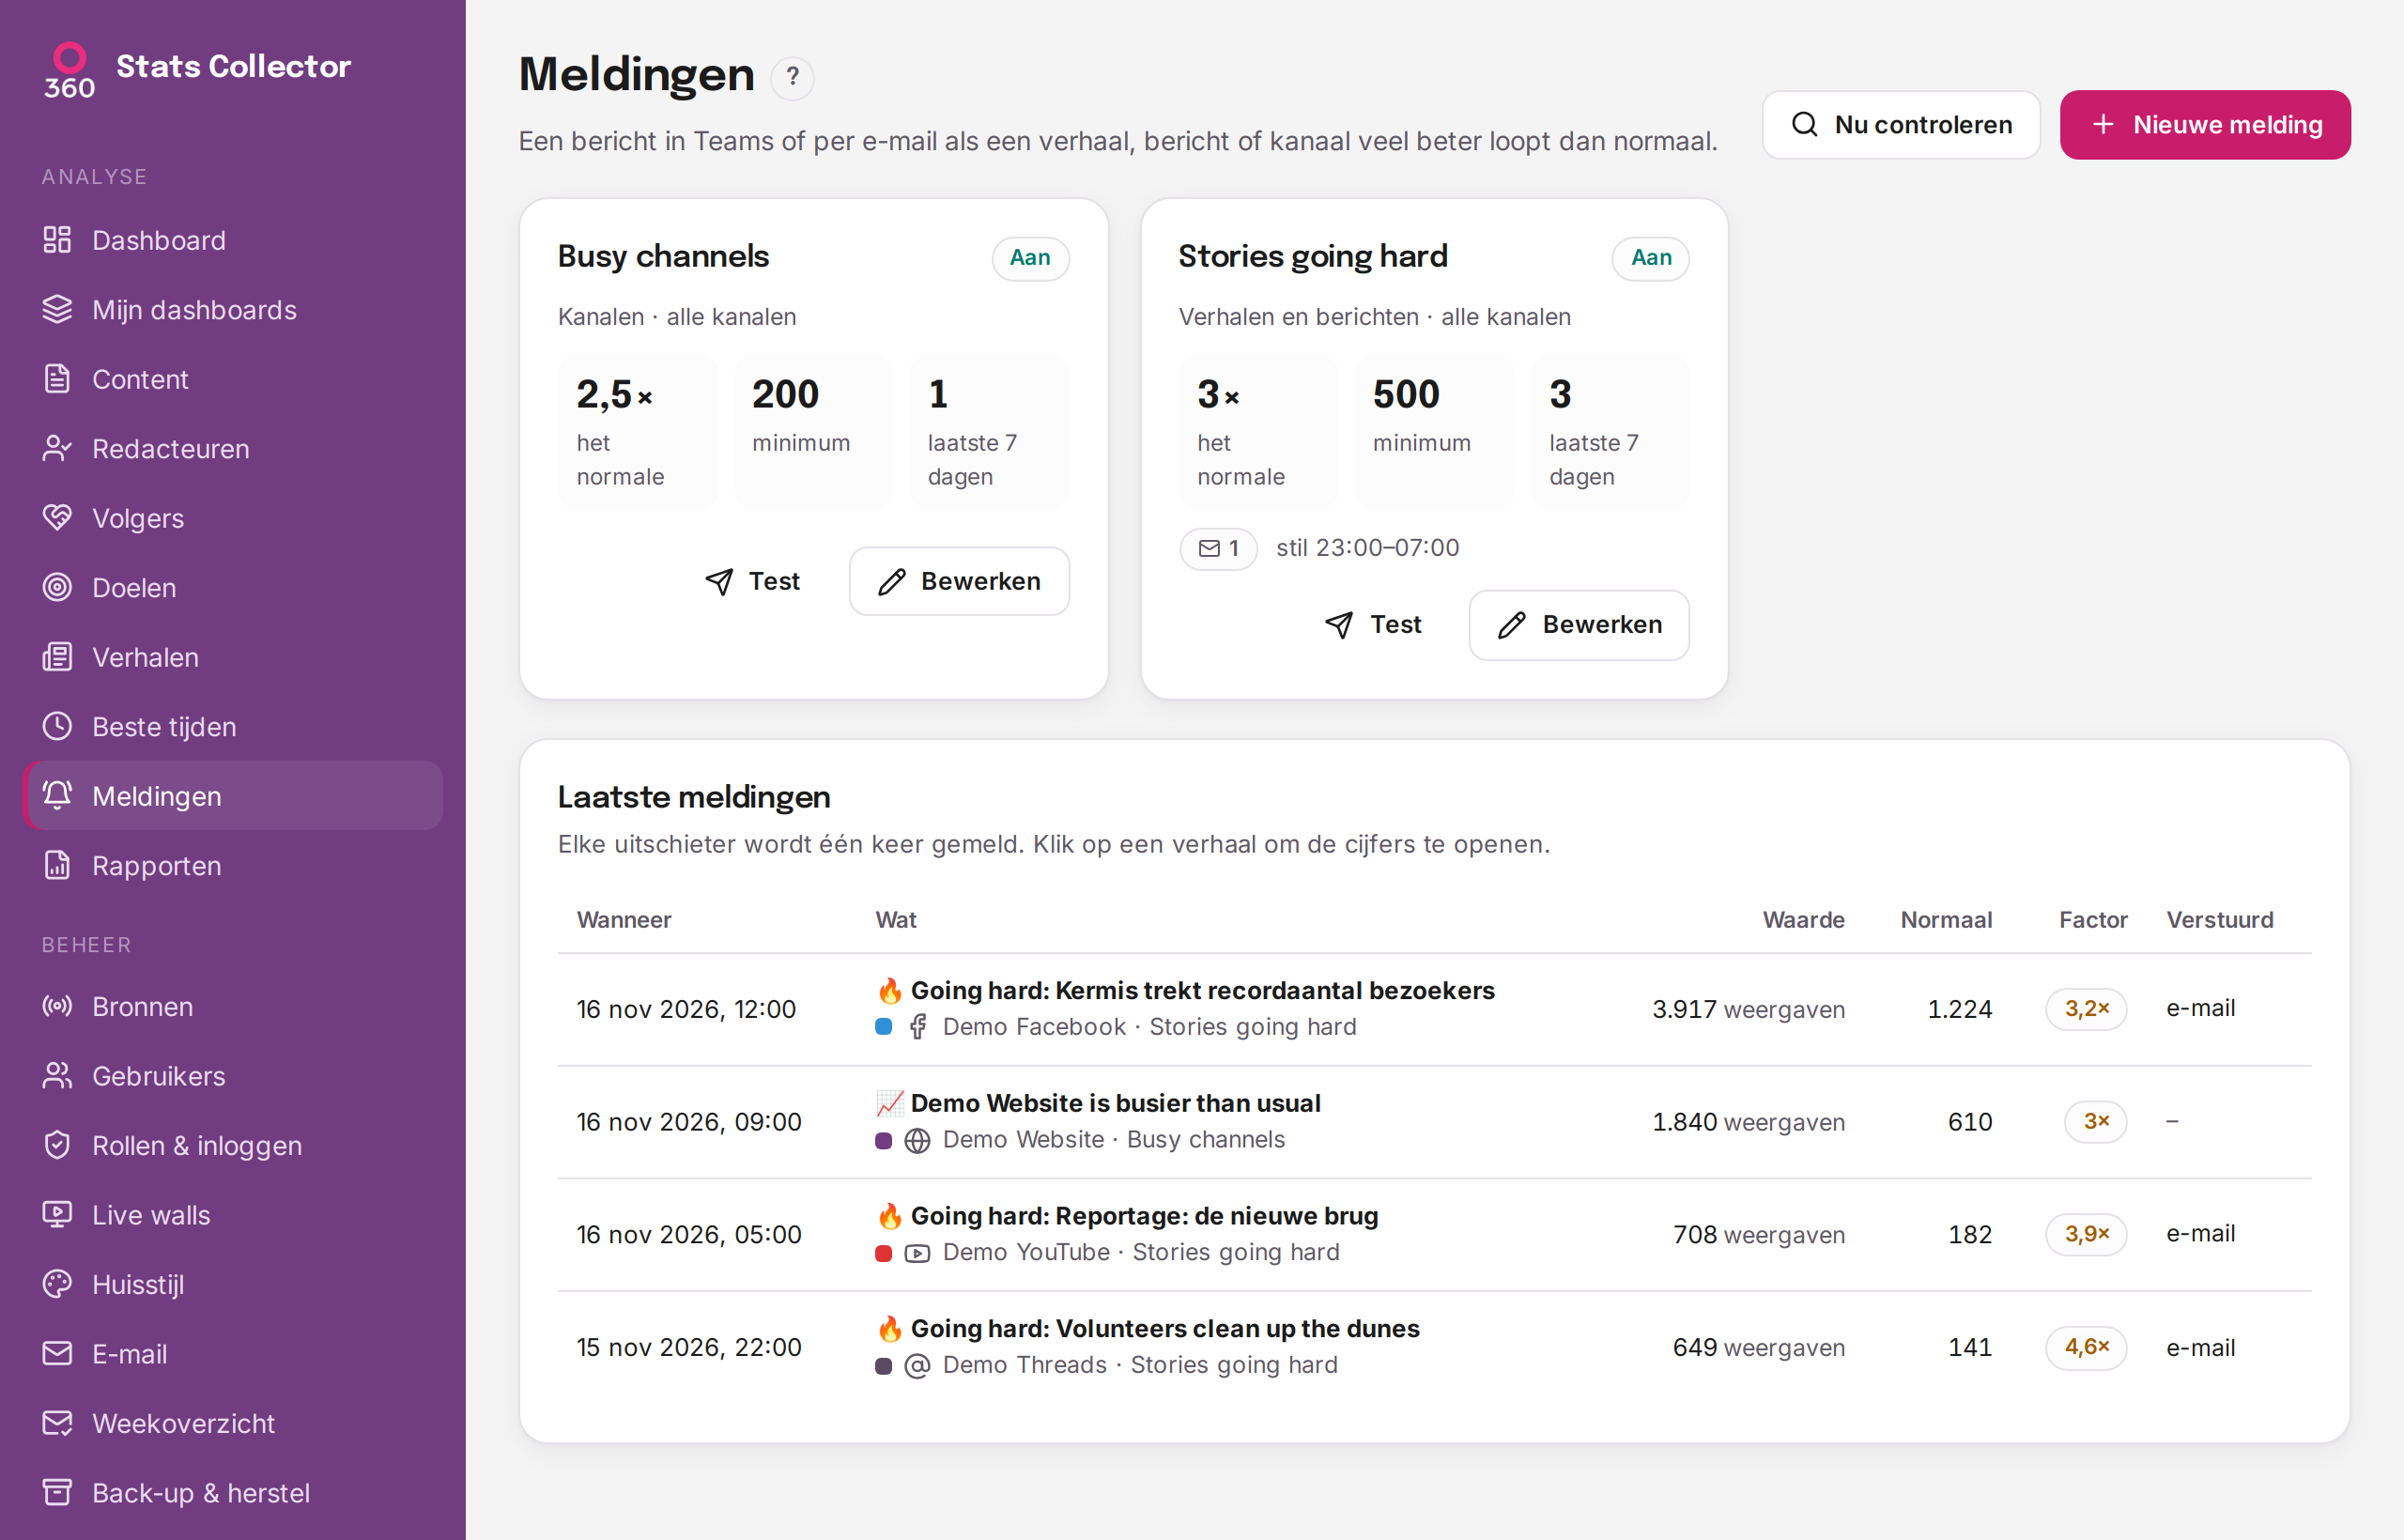 360 Stats Collector
ANALYSE
Dashboard
Mijn dashboards
Content
Redacteuren
Volgers
Doelen
Verhalen
Beste tijden
Meldingen
Rapporten
BEHEER
Bronnen
Gebruikers
Rollen & inloggen
Live walls
Huisstijl
E-mail
Weekoverzicht
Back-up & herstel
Meldingen ?
Een bericht in Teams of per e-mail als een verhaal, bericht of kanaal veel beter loopt dan normaal.
Nu controleren
+ Nieuwe melding
Busy channels Aan
Kanalen · alle kanalen
2,5× 200 1
het minimum laatste 7
normale dagen
Test Bewerken
Stories going hard Aan
Verhalen en berichten · alle kanalen
3× 500 3
het minimum laatste 7
normale dagen
1 stil 23:00–07:00
Test Bewerken
Laatste meldingen
Elke uitschieter wordt één keer gemeld. Klik op een verhaal om de cijfers te openen.
Wanneer Wat Waarde Normaal Factor Verstuurd
16 nov 2026, 12:00 🔥 Going hard: Kermis trekt recordaantal bezoekers 3.917 weergaven 1.224 3,2× e-mail
Demo Facebook · Stories going hard
16 nov 2026, 09:00 📈 Demo Website is busier than usual 1.840 weergaven 610 3× –
Demo Website · Busy channels
16 nov 2026, 05:00 🔥 Going hard: Reportage: de nieuwe brug 708 weergaven 182 3,9× e-mail
Demo YouTube · Stories going hard
15 nov 2026, 22:00 🔥 Going hard: Volunteers clean up the dunes 649 weergaven 141 4,6× e-mail
Demo Threads · Stories going hard